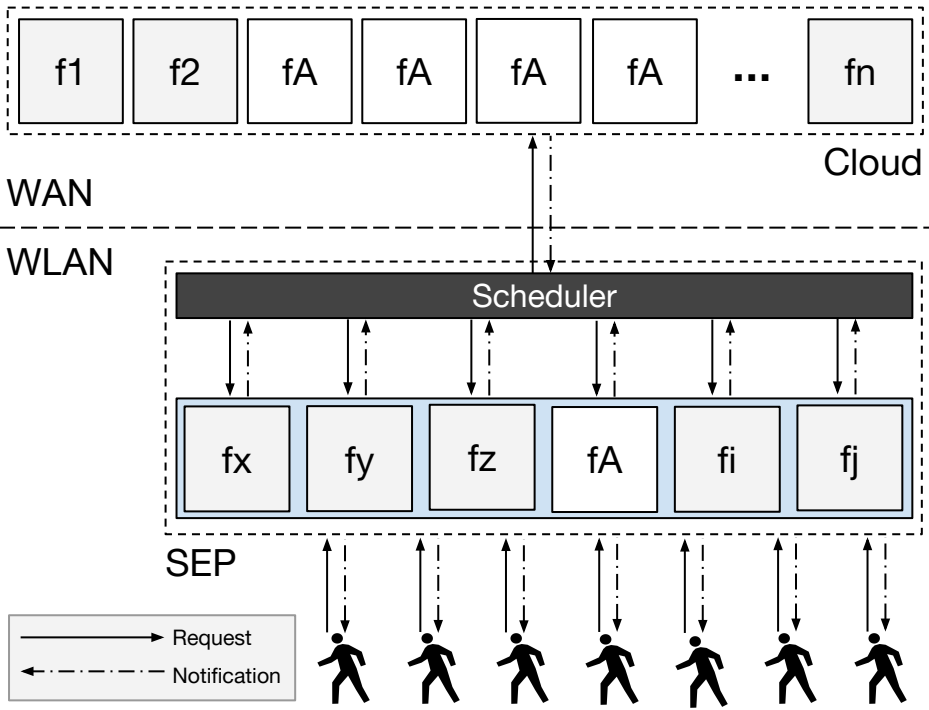 f1 f2 fA fA fA fA ... fn
Cloud
WAN
WLAN
Scheduler
fx fy fz fA fi fj
SEP
Request
Notification